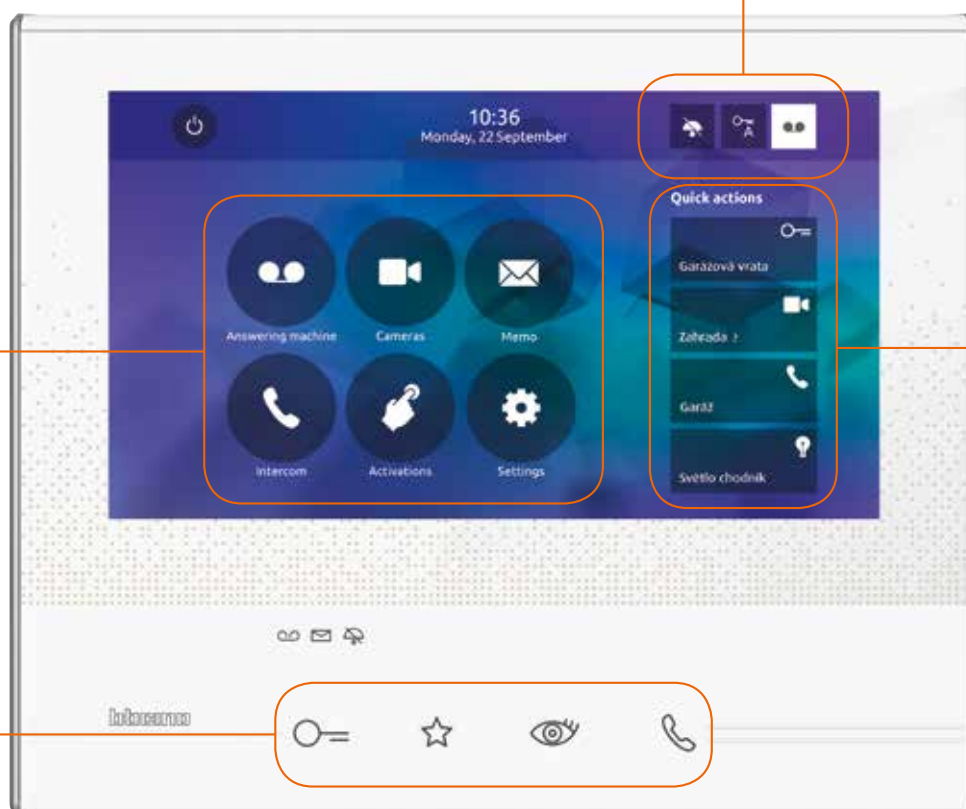 10:36
Monday, 22 September
A
Quick actions
Garážová vrata
Zahrada 2
Garáž
Světlo chodník
Answering machine
Cameras
Memo
Intercom
Activations
Settings
bticino